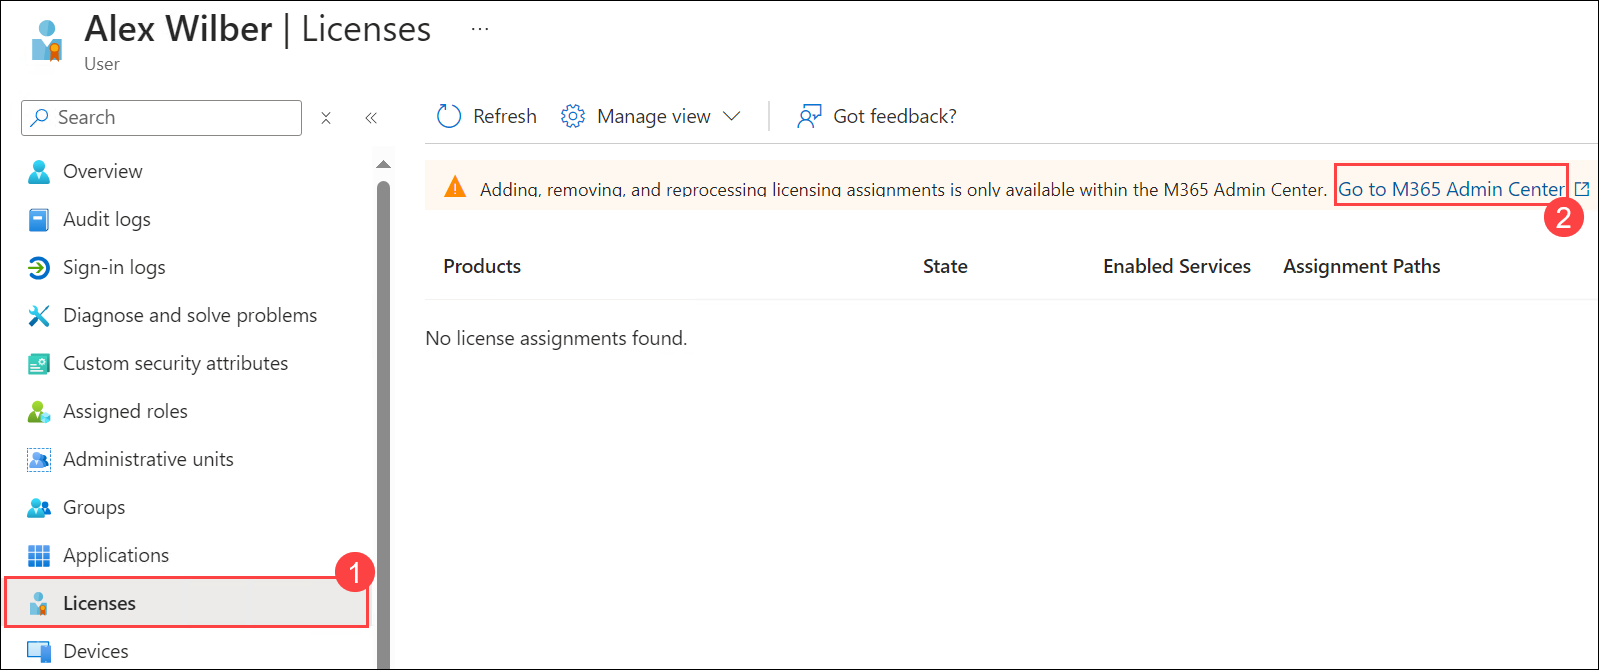 Alex Wilber | Licenses ...
User
Search
Refresh Manage view Got feedback?
Overview
Audit logs
Sign-in logs
Diagnose and solve problems
Custom security attributes
Assigned roles
Administrative units
Groups
Applications
1
Licenses
Devices
Adding, removing, and reprocessing licensing assignments is only available within the M365 Admin Center. Go to M365 Admin Center
2
Products State Enabled Services Assignment Paths
No license assignments found.